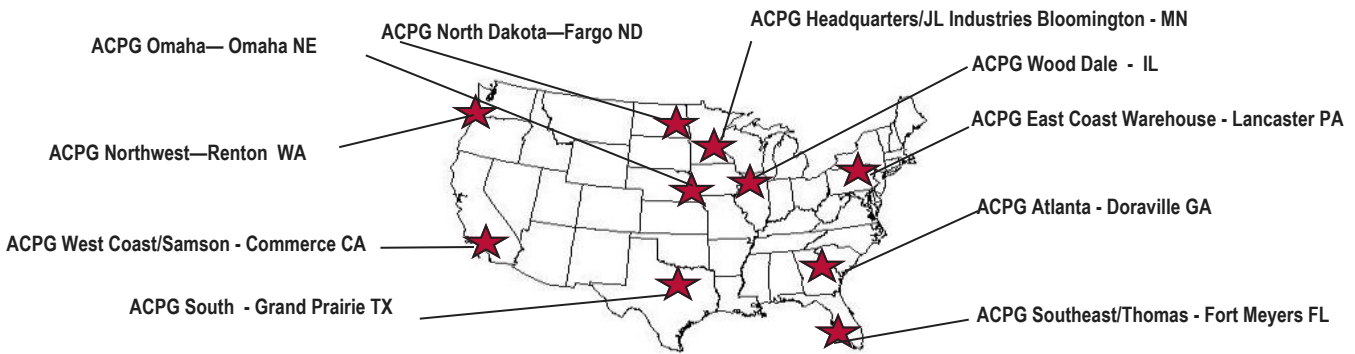 ACPG Headquarters/JL Industries Bloomington - MN
ACPG North Dakota—Fargo ND
ACPG Omaha— Omaha NE
ACPG Wood Dale - IL
ACPG East Coast Warehouse - Lancaster PA
ACPG Northwest—Renton WA
ACPG Atlanta - Doraville GA
ACPG West Coast/Samson - Commerce CA
ACPG South - Grand Prairie TX
ACPG Southeast/Thomas - Fort Meyers FL